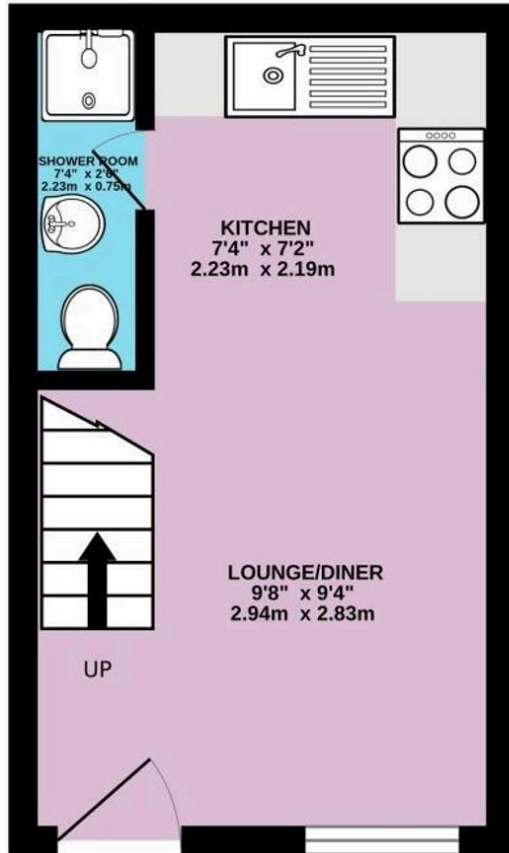 SHOWER ROOM
7'4" x 2'6"
2.23m x 0.75m
KITCHEN
7'4" x 7'2"
2.23m x 2.19m
LOUNGE/DINER
9'8" x 9'4"
2.94m x 2.83m
UP